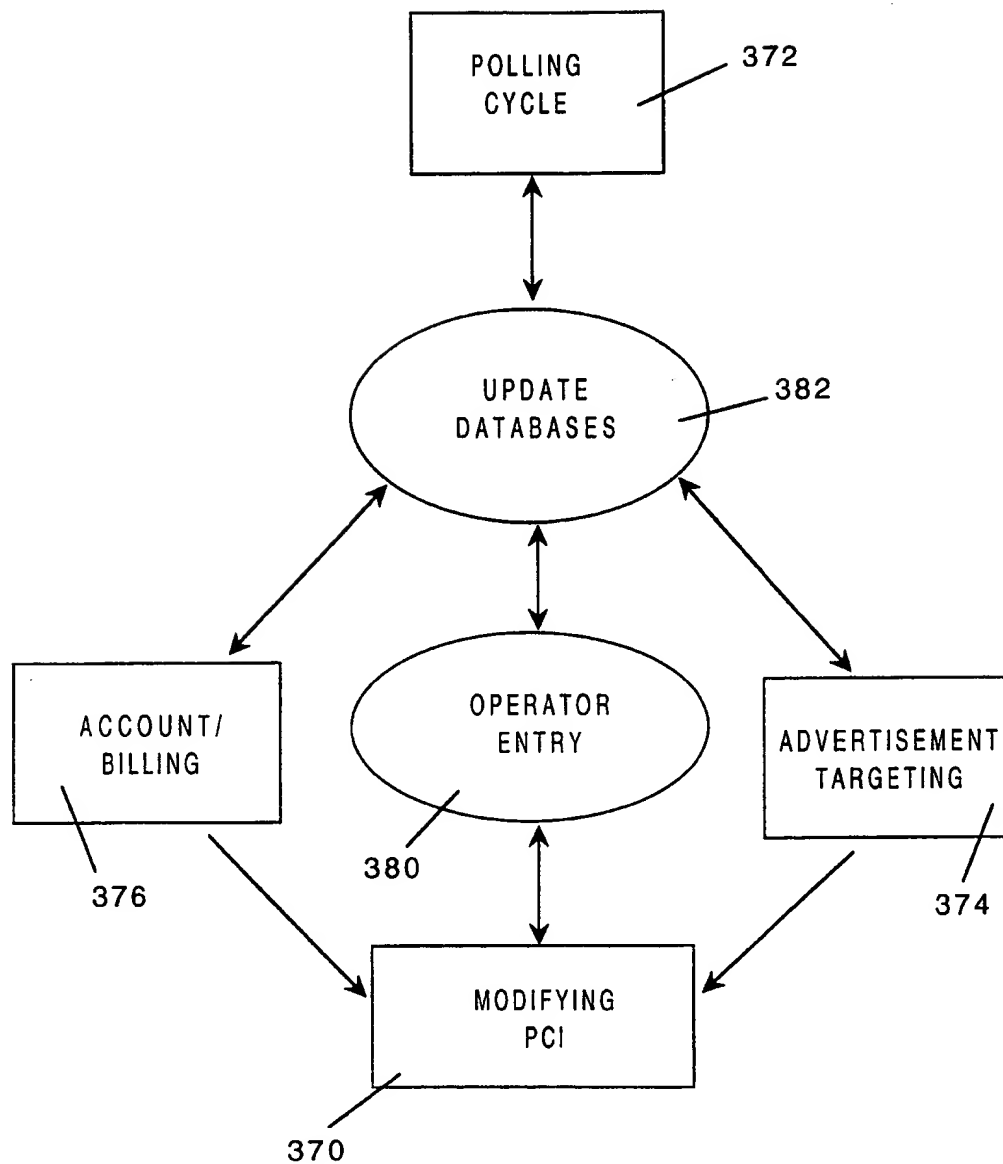 POLLING
CYCLE
372
UPDATE
DATABASES
382
ACCOUNT/
BILLING
376
OPERATOR
ENTRY
380
ADVERTISEMENT
TARGETING
374
MODIFYING
PCI
370